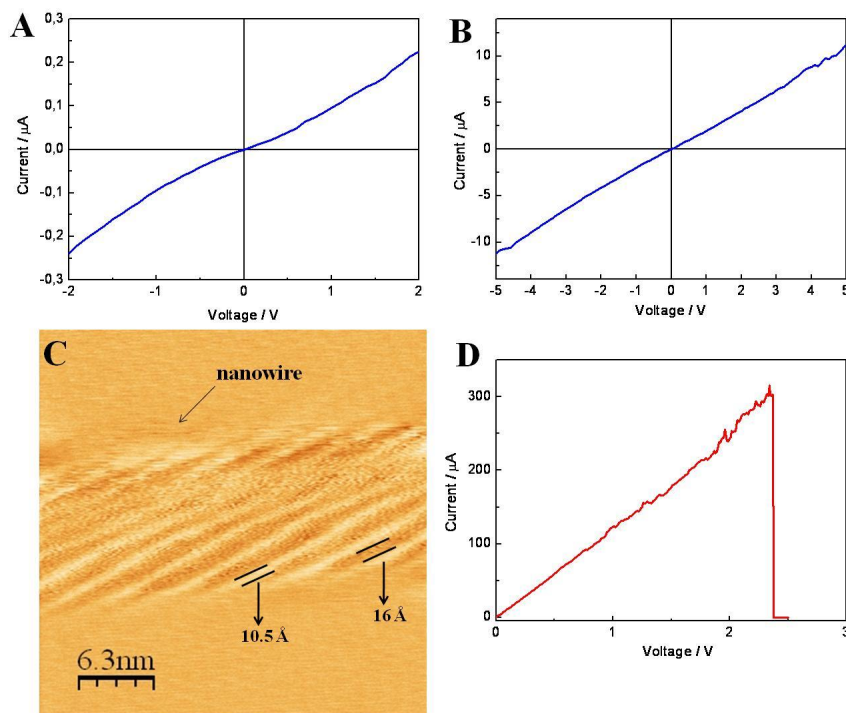 A
0,3
0,2
0,1
0,0
-0,1
-0,2
-0,3
Current / µA
-2
-1
0
1
2
Voltage / V
B
10
5
0
-5
-10
Current / µA
-5
-4
-3
-2
-1
0
1
2
3
4
5
Voltage / V
C
nanowire
10.5 Å
16 Å
6.3nm
D
300
200
100
0
Current / µA
0
1
2
3
Voltage / V